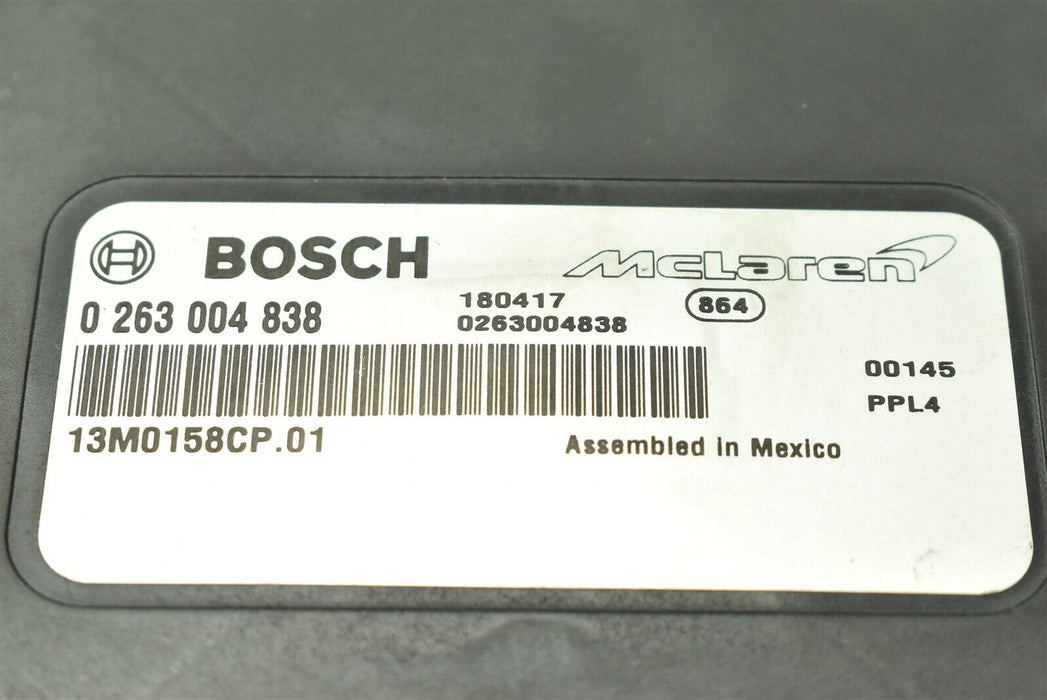 BOSCH McLaren
0 263 004 838 180417 864
0263004838
00145
PPL4
13M0158CP.01 Assembled in Mexico